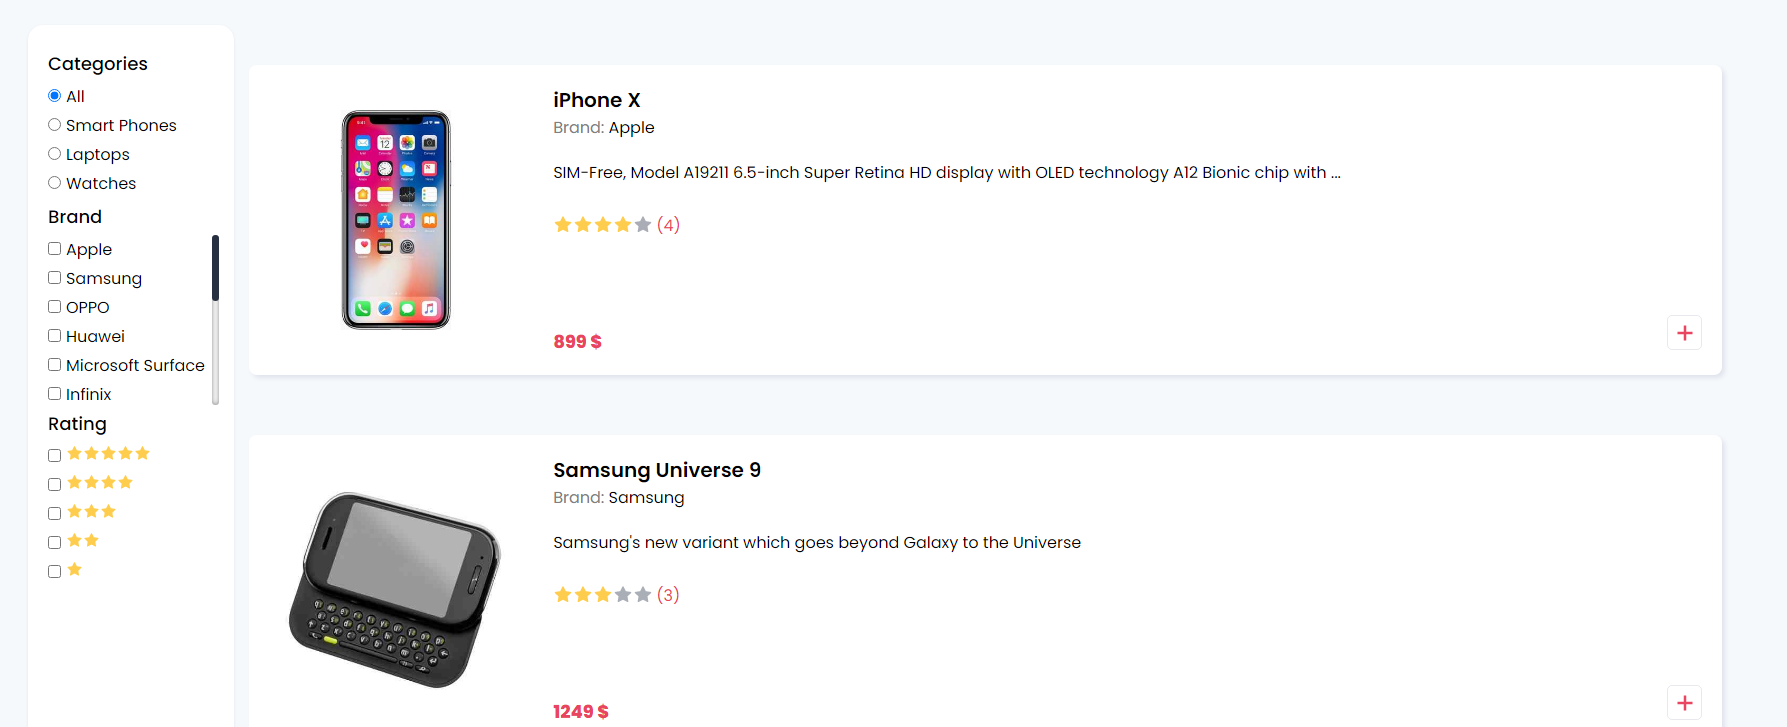 Categories
All
Smart Phones
Laptops
Watches
Brand
Apple
Samsung
OPPO
Huawei
Microsoft Surface
Infinix
Rating
iPhone X
Brand: Apple
SIM-Free, Model A19211 6.5-inch Super Retina HD display with OLED technology A12 Bionic chip with ...
(4)
899 $
+
Samsung Universe 9
Brand: Samsung
Samsung's new variant which goes beyond Galaxy to the Universe
(3)
1249 $
+